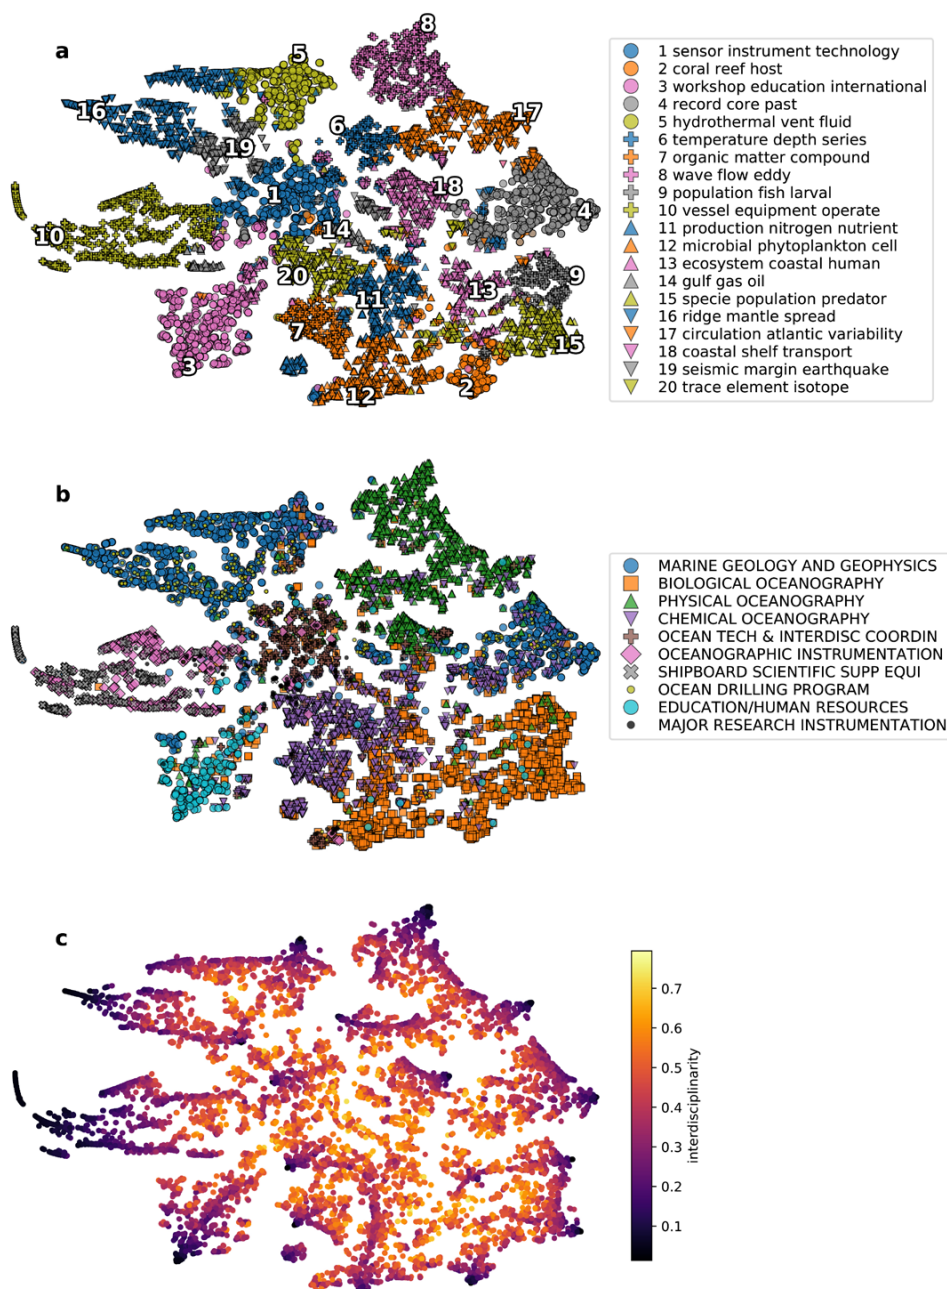 a
8
5
17
16
6
19
18
1
4
14
10
9
20
13
11
7
15
3
2
12
1 sensor instrument technology
2 coral reef host
3 workshop education international
4 record core past
5 hydrothermal vent fluid
6 temperature depth series
7 organic matter compound
8 wave flow eddy
9 population fish larval
10 vessel equipment operate
11 production nitrogen nutrient
12 microbial phytoplankton cell
13 ecosystem coastal human
14 gulf gas oil
15 specie population predator
16 ridge mantle spread
17 circulation atlantic variability
18 coastal shelf transport
19 seismic margin earthquake
20 trace element isotope
b
MARINE GEOLOGY AND GEOPHYSICS
BIOLOGICAL OCEANOGRAPHY
PHYSICAL OCEANOGRAPHY
CHEMICAL OCEANOGRAPHY
OCEAN TECH & INTERDISC COORDIN
OCEANOGRAPHIC INSTRUMENTATION
SHIPBOARD SCIENTIFIC SUPP EQUI
OCEAN DRILLING PROGRAM
EDUCATION/HUMAN RESOURCES
MAJOR RESEARCH INSTRUMENTATION
c
0.7
0.6
0.5
0.4
0.3
0.2
0.1
interdisciplinarity